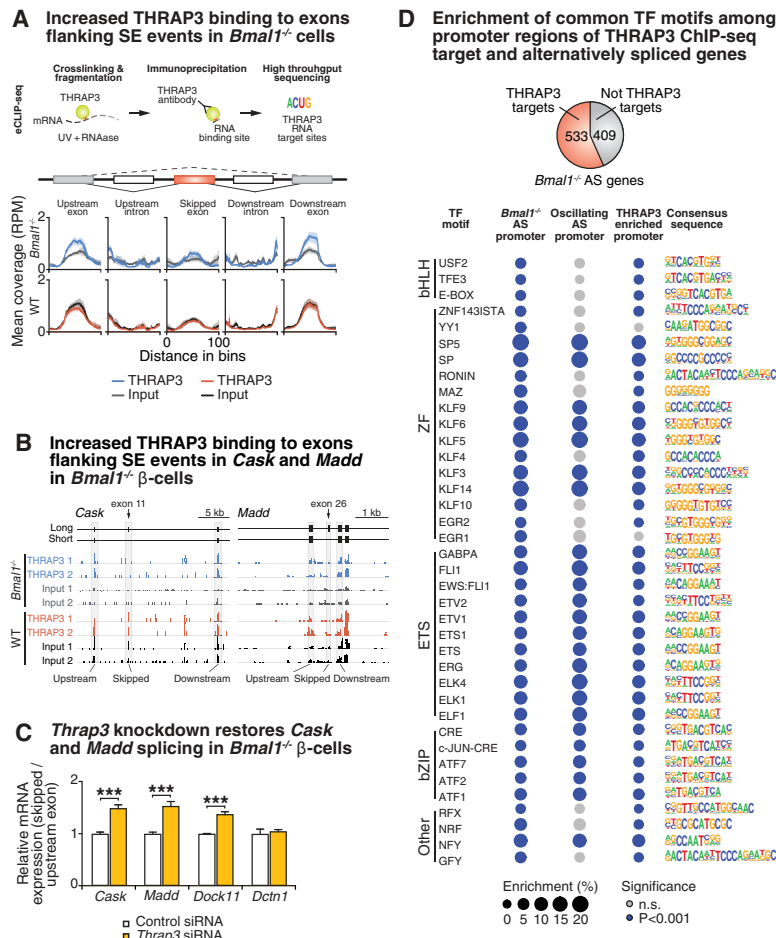 A Increased THRAP3 binding to exons
flanking SE events in Bmal1-/- cells
eCLIP-seq
Crosslinking &
fragmentation
Immunoprecipitation
High throuhgput
sequencing
THRAP3
mRNA
UV + RNAase
THRAP3
antibody
RNA
binding site
ACUG
THRAP3
RNA
target sites
Upstream
exon
Upstream
intron
Skipped
exon
Downstream
intron
Downstream
exon
Mean coverage (RPM)
Bmal1-/-
WT
2
0
2
0
0
100
Distance in bins
THRAP3
Input
THRAP3
Input
B Increased THRAP3 binding to exons
flanking SE events in Cask and Madd
in Bmal1-/- β-cells
Cask
exon 11
5 kb
Madd
exon 26
1 kb
Long
Short
Bmal1-/-
THRAP3 1
THRAP3 2
Input 1
Input 2
WT
THRAP3 1
THRAP3 2
Input 1
Input 2
Upstream
Skipped
Downstream
Upstream
Skipped
Downstream
C Thrap3 knockdown restores Cask
and Madd splicing in Bmal1-/- β-cells
Relative mRNA
expression (skipped /
upstream exon)
2
1
0
***
***
***
Cask
Madd
Dock11
Dctn1
Control siRNA
Thrap3 siRNA
D Enrichment of common TF motifs among
promoter regions of THRAP3 ChIP-seq
target and alternatively spliced genes
THRAP3
targets
Not THRAP3
targets
533
409
Bmal1-/- AS genes
TF
motif
Bmal1-/-
AS
promoter
Oscillating
AS
promoter
THRAP3
enriched
promoter
Consensus
sequence
bHLH
USF2
TFE3
E-BOX
ZF
ZNF143ISTA
YY1
SP5
SP
RONIN
MAZ
KLF9
KLF6
KLF5
KLF4
KLF3
KLF14
KLF10
EGR2
EGR1
ETS
GABPA
FLI1
EWS:FLI1
ETV2
ETV1
ETS1
ETS
ERG
ELK4
ELK1
ELF1
bZIP
CRE
c-JUN-CRE
ATF7
ATF2
ATF1
Other
RFX
NRF
NFY
GFY
Enrichment (%)
0 5 10 15 20
Significance
n.s.
P<0.001